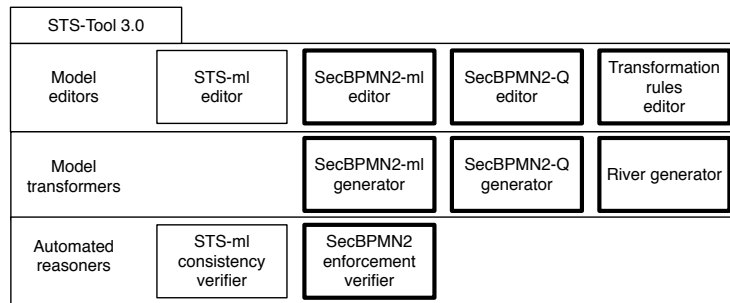 STS-Tool 3.0
Model
editors
STS-ml
editor
SecBPMN2-ml
editor
SecBPMN2-Q
editor
Transformation
rules
editor
Model
transformers
SecBPMN2-ml
generator
SecBPMN2-Q
generator
River generator
Automated
reasoners
STS-ml
consistency
verifier
SecBPMN2
enforcement
verifier